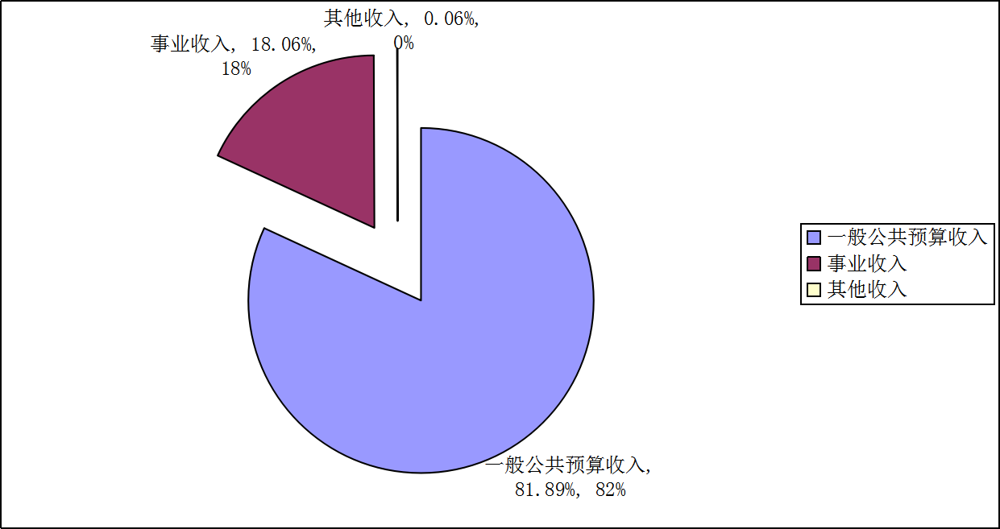 其他收入, 0.06%,
0%
事业收入, 18.06%,
18%
一般公共预算收入
事业收入
其他收入
一般公共预算收入,
81.89%, 82%